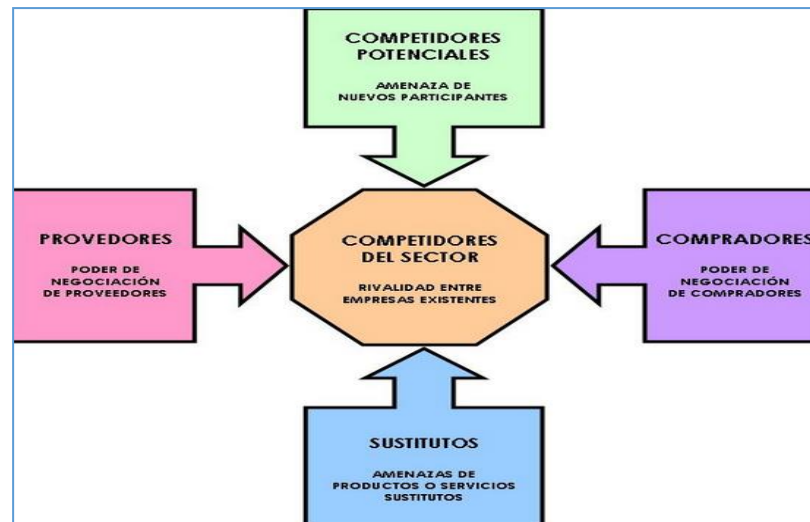 COMPETIDORES
POTENCIALES
AMENAZA DE
NUEVOS PARTICIPANTES
PROVEDORES
PODER DE
NEGOCIACIÓN
DE PROVEEDORES
COMPETIDORES
DEL SECTOR
RIVALIDAD ENTRE
EMPRESAS EXISTENTES
COMPRADORES
PODER DE
NEGOCIACIÓN
DE COMPRADORES
SUSTITUTOS
AMENAZAS DE
PRODUCTOS O SERVICIOS
SUSTITUTOS